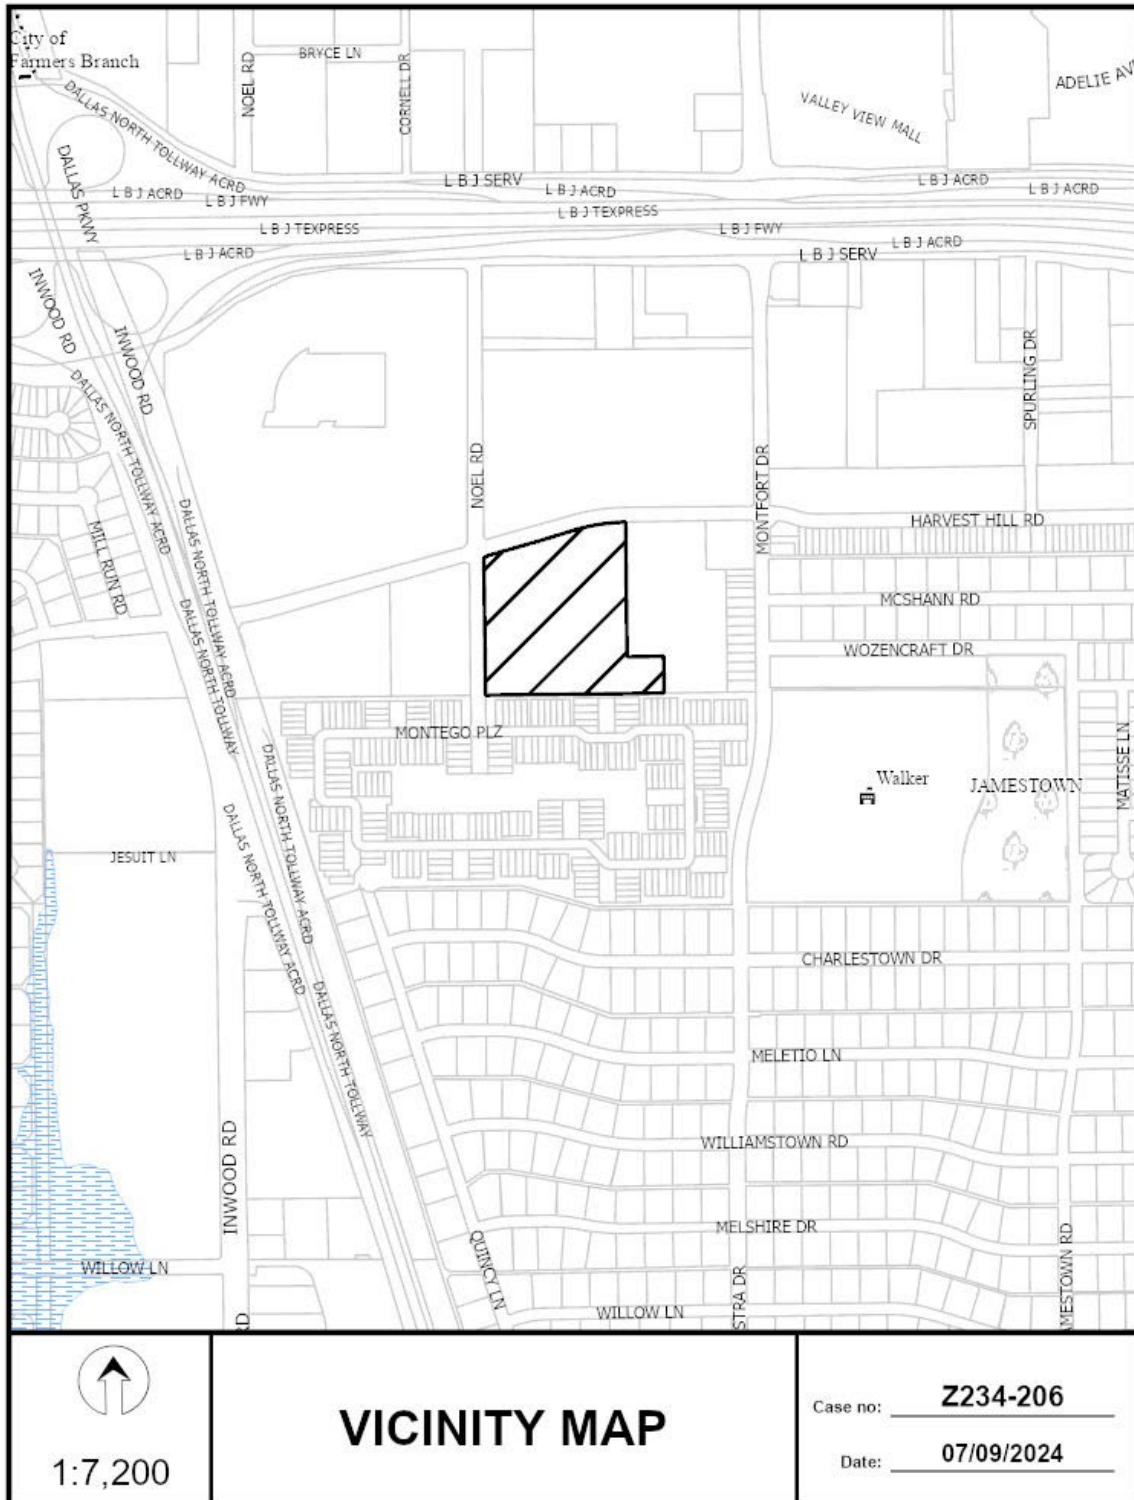 City of
Farmers Branch
BRYCE LN
NOEL RD
CORNELL DR
ADELIE AV
VALLEY VIEW MALL
DALLAS NORTH TOLLWAY ACRD
DALLAS PKWY
L B J SERV
L B J ACRD
L B J FWY
L B J ACRD
L B J ACRD
L B J ACRD
L B J TEXPRESS
L B J TEXPRESS
L B J FWY
L B J ACRD
L B J SERV
L B J ACRD
INWOOD RD
INWOOD RD
SPURLING DR
DALLAS NORTH TOLLWAY ACRD
NOEL RD
MONTFORT DR
HARVEST HILL RD
MILL RUN RD
DALLAS NORTH TOLLWAY ACRD
DALLAS NORTH TOLLWAY
MCSHANN RD
WOZENCRAFT DR
MONTEGO PLZ
MATISSE LN
Walker
JAMESTOWN
DALLAS NORTH TOLLWAY ACRD
DALLAS NORTH TOLLWAY ACRD
JESUIT LN
CHARLESTOWN DR
DALLAS NORTH TOLLWAY
MELETIO LN
WILLIAMSTOWN RD
INWOOD RD
MELSHIRE DR
QUINCY LN
WILLOW LN
STRA DR
AMESTOWN RD
WILLOW LN
RD
1:7,200
VICINITY MAP
Case no: Z234-206
Date: 07/09/2024